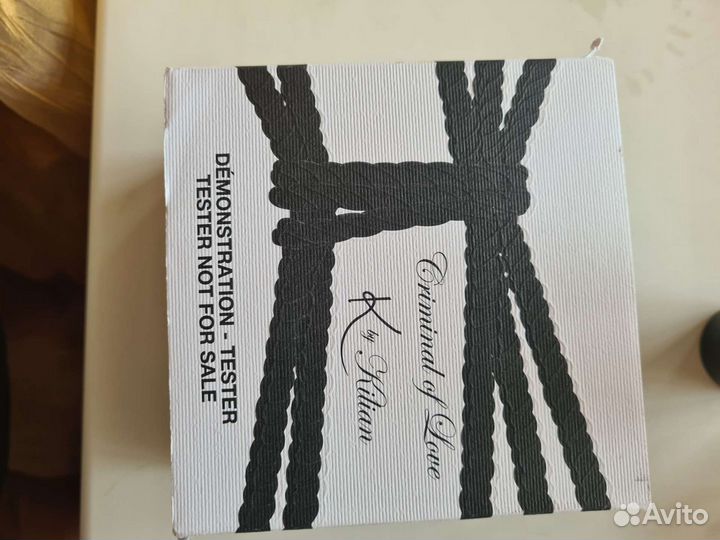 Criminal of Love
K by Kilian
DÉMONSTRATION - TESTER
TESTER NOT FOR SALE
Avito